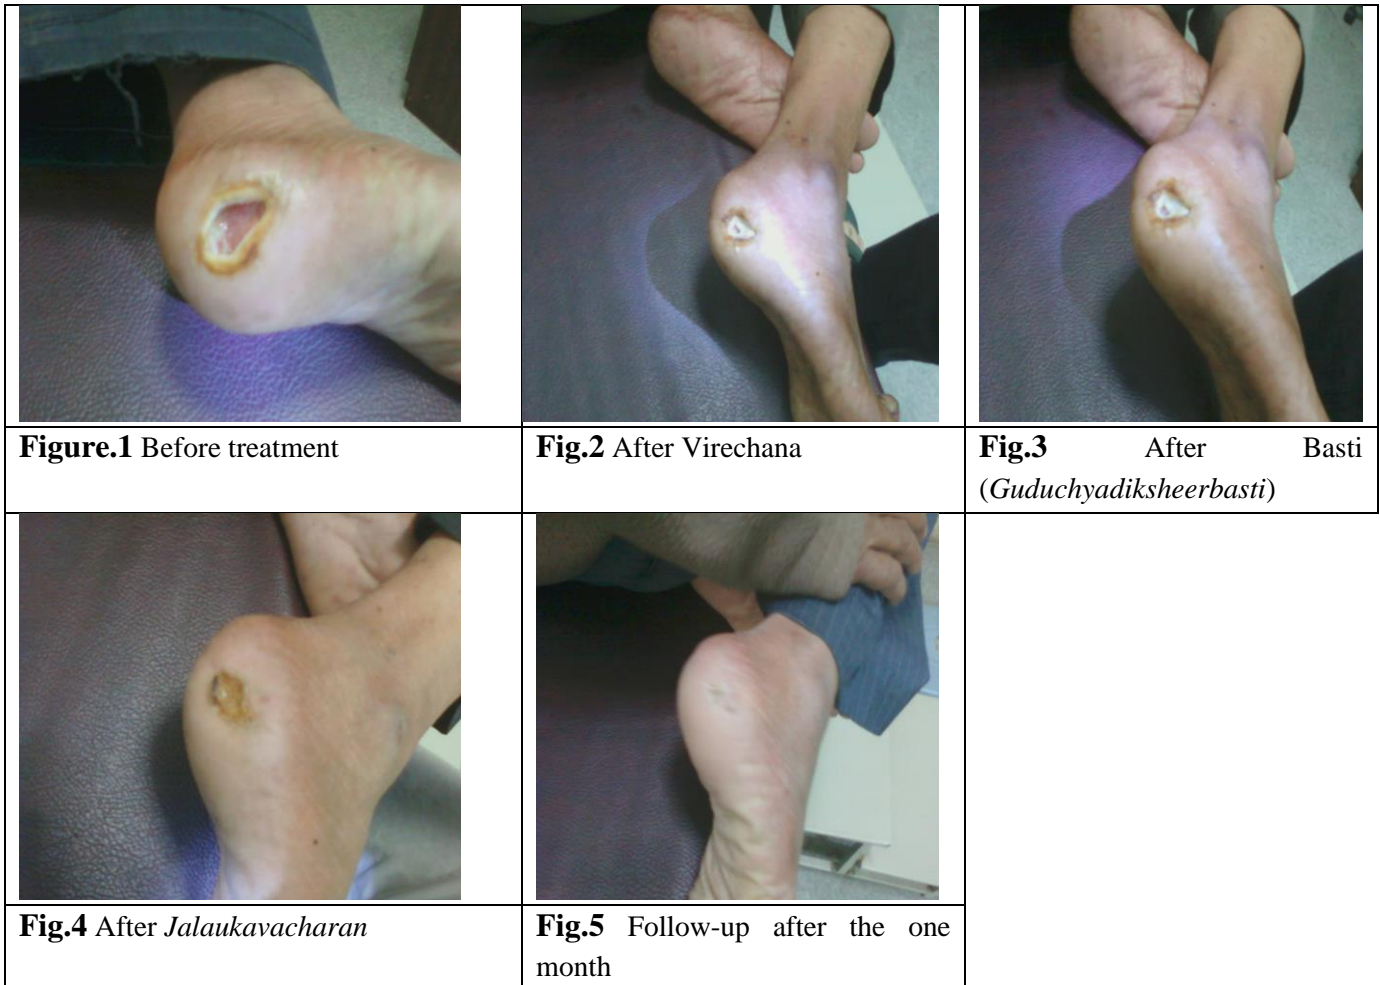 Figure.1 Before treatment
Fig.2 After Virechana
Fig.3 After Basti
(Guduchyadiksheerbasti)
Fig.4 After Jalaukavacharan
Fig.5 Follow-up after the one
month